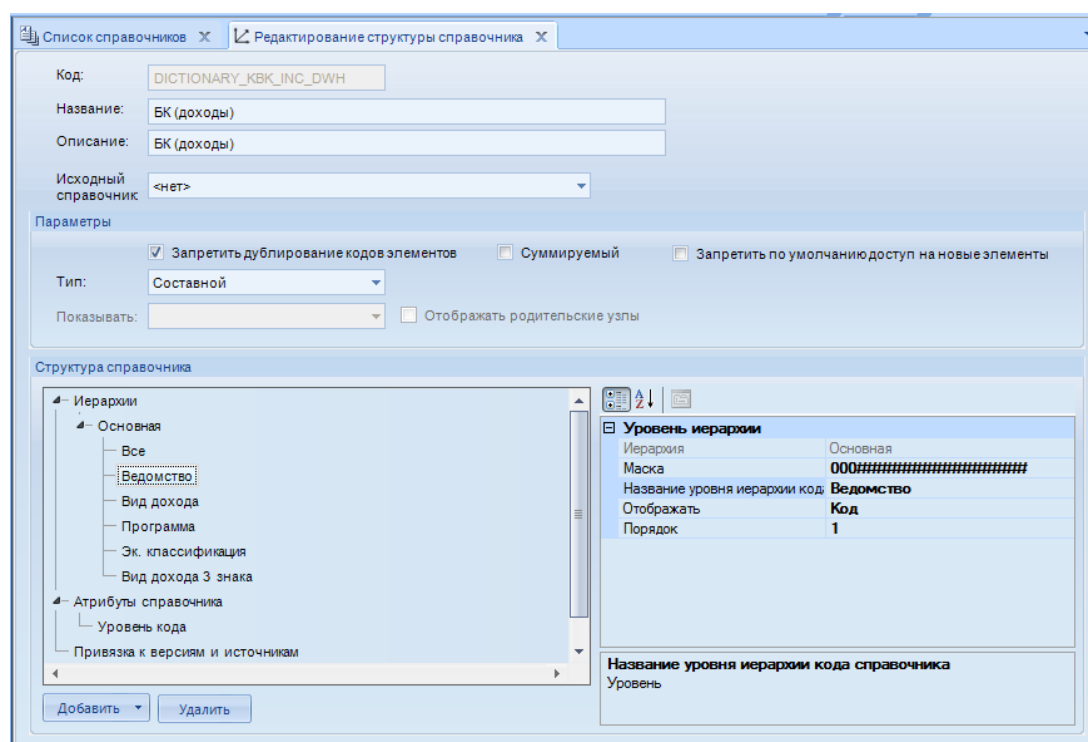 Список справочников X Редактирование структуры справочника X
Код: DICTIONARY_KBK_INC_DWH
Название: БК (доходы)
Описание: БК (доходы)
Исходный
справочник: <нет>
Параметры
Запретить дублирование кодов элементов Суммируемый Запретить по умолчанию доступ на новые элементы
Тип: Составной
Показывать: Отображать родительские узлы
Структура справочника
Иерархии
Основная
Все
Ведомство
Вид дохода
Программа
Эк. классификация
Вид дохода 3 знака
Атрибуты справочника
Уровень кода
Привязка к версиям и источникам
Добавить Удалить
Уровень иерархии
Иерархия Основная
Маска
Название уровня иерархии кода Ведомство
Отображать Код
Порядок 1
Название уровня иерархии кода справочника
Уровень